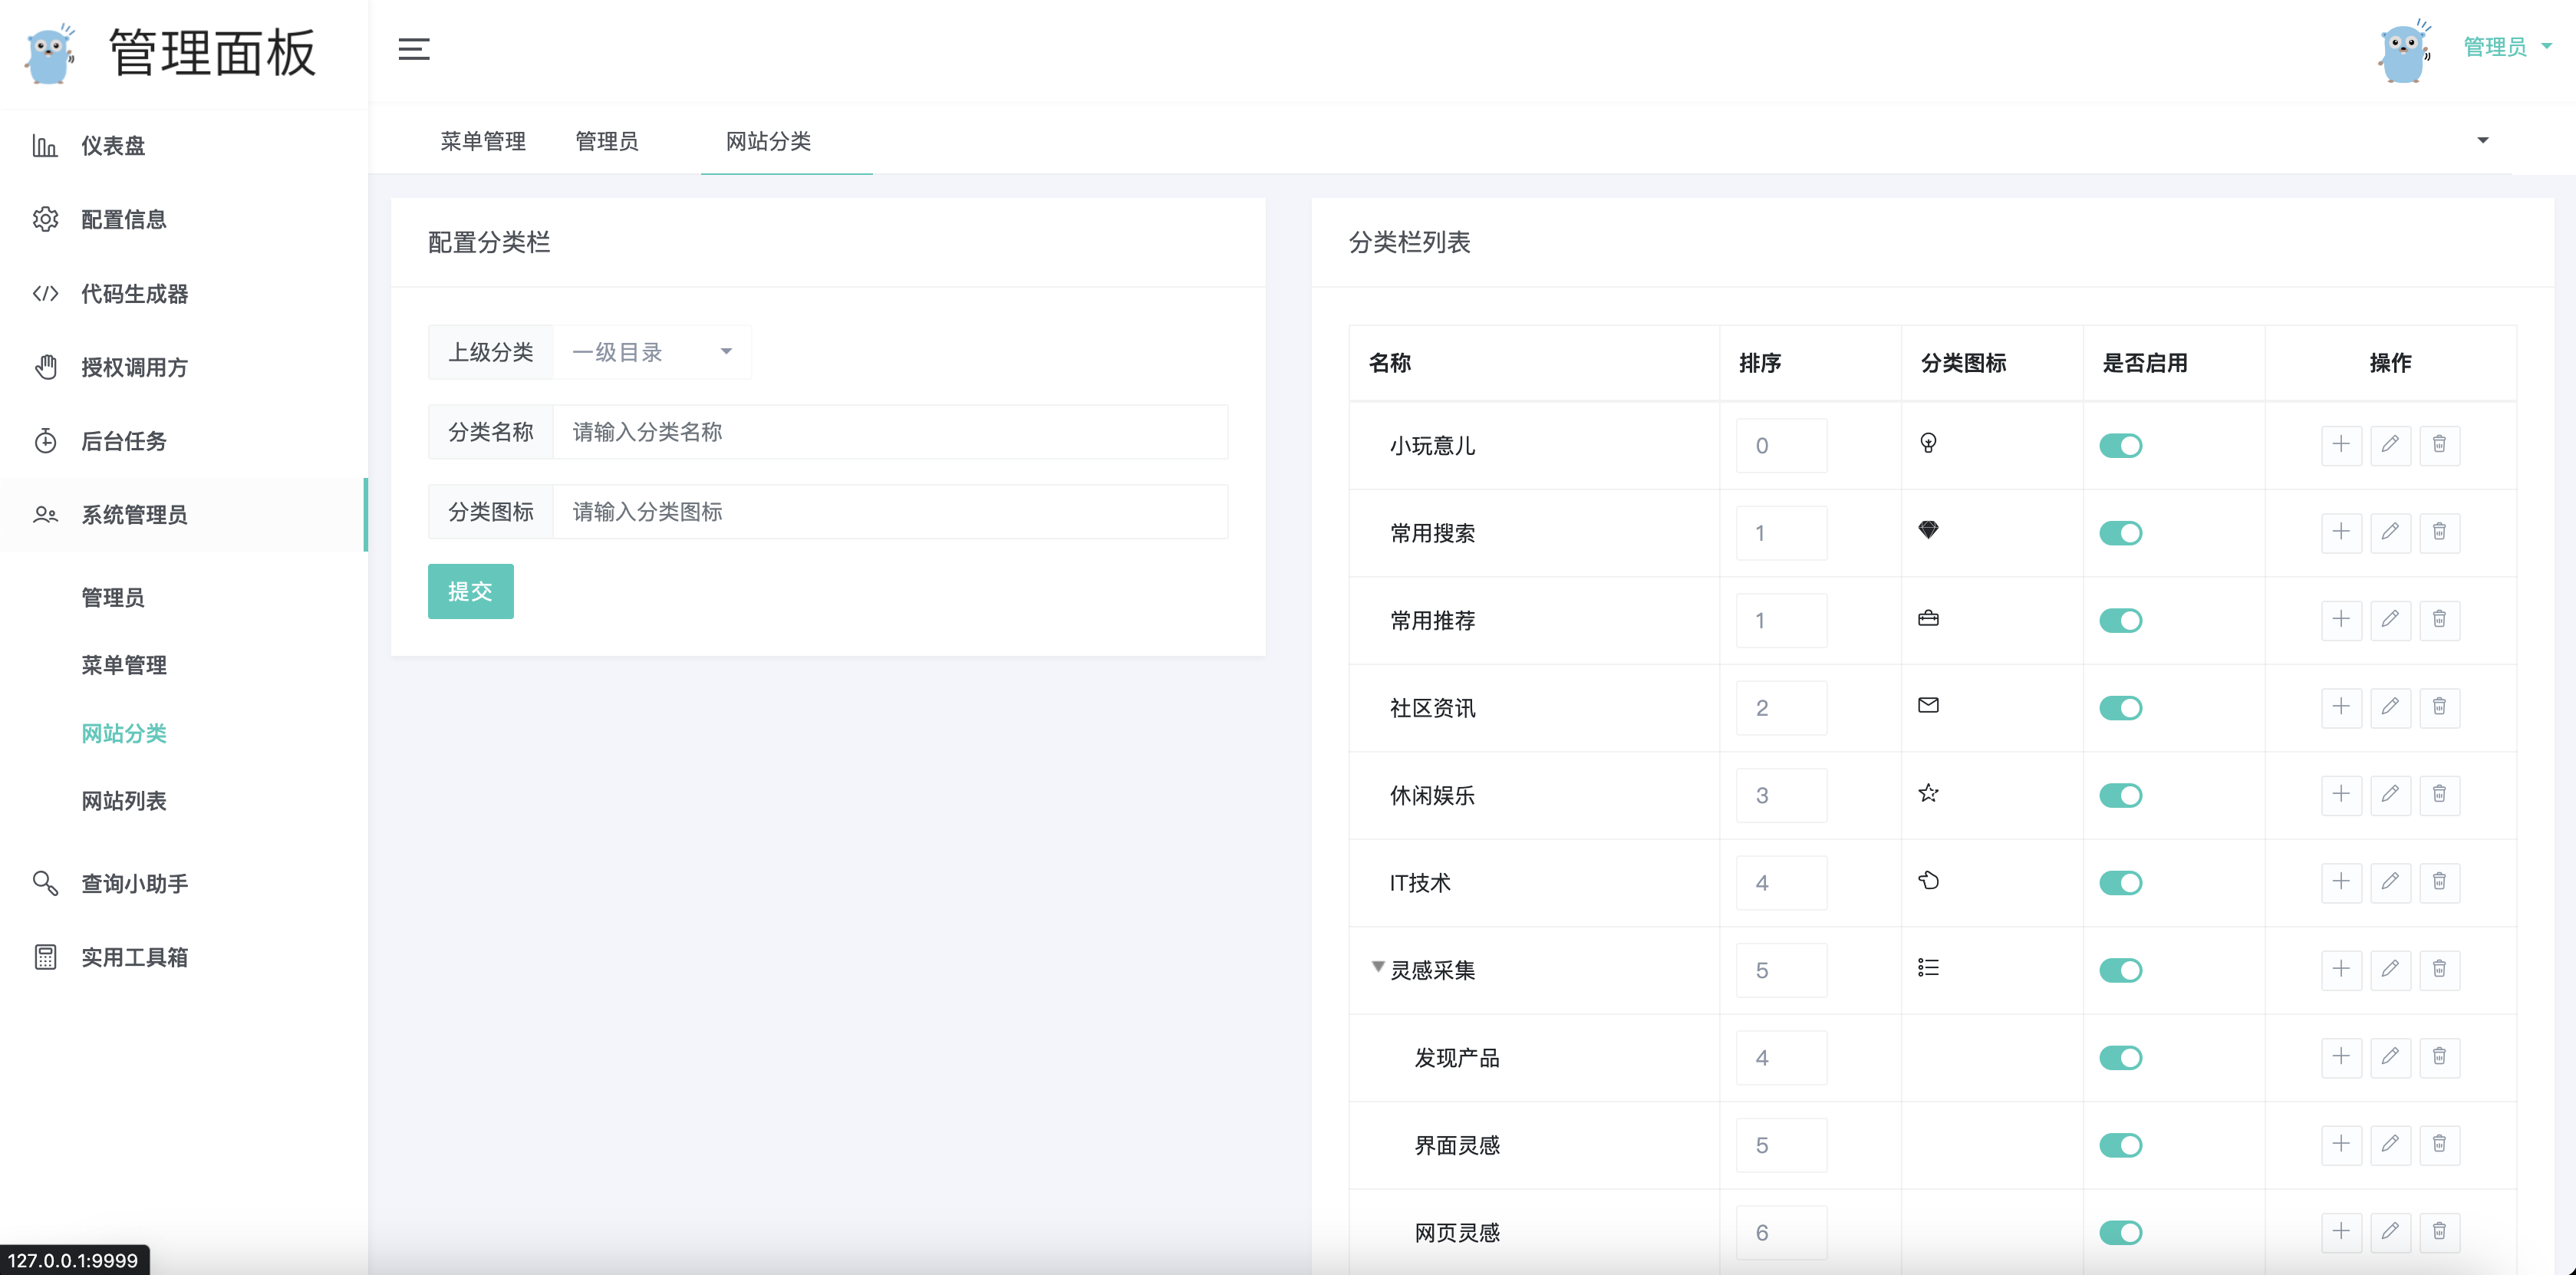 管理面板
管理员
仪表盘
配置信息
代码生成器
授权调用方
后台任务
系统管理员
管理员
菜单管理
网站分类
网站列表
查询小助手
实用工具箱
菜单管理 管理员 网站分类
配置分类栏
上级分类 一级目录
分类名称 请输入分类名称
分类图标 请输入分类图标
提交
分类栏列表
名称 排序 分类图标 是否启用 操作
小玩意儿 0
常用搜索 1
常用推荐 1
社区资讯 2
休闲娱乐 3
IT技术 4
灵感采集 5
发现产品 4
界面灵感 5
网页灵感 6
127.0.0.1:9999